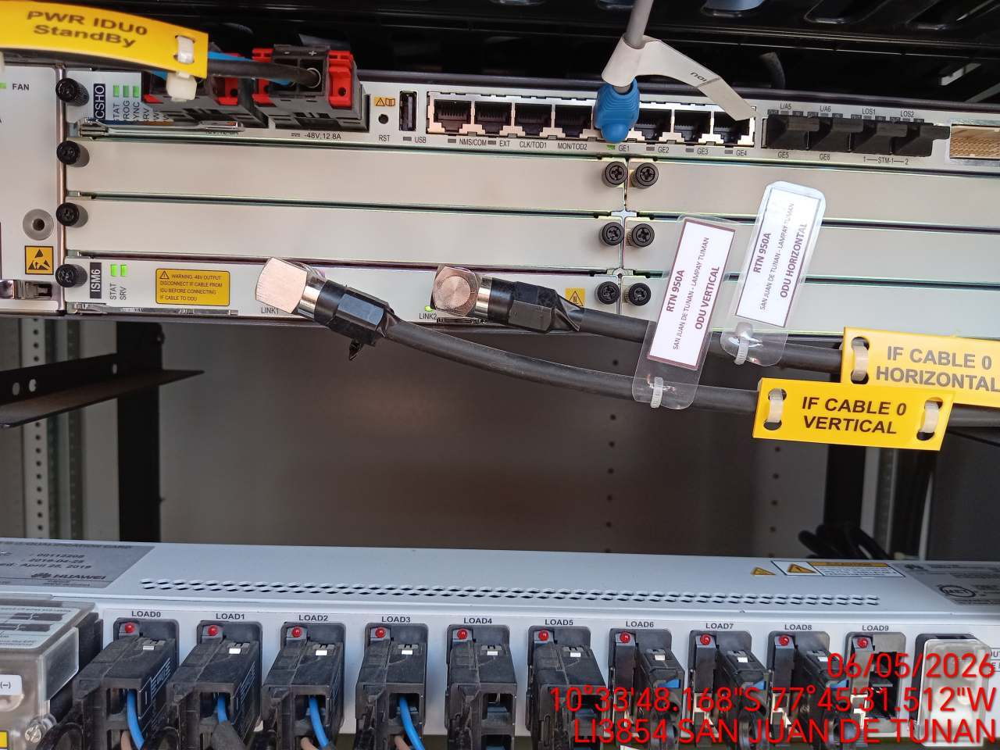 PWR IDU0
StandBy
FAN
CSHO
STAT
PROG
SYNC
SRV
-48V,12.8A
RST
USB
NMS/COM
EXT
CLK/TOD1
MON/TOD2
GE1
GE2
GE3
GE4
L/A5
L/A6
LOS1
LOS2
GE5
GE6
1 STM-1 2
ISM6
STAT
SRV
WARNING -48V OUTPUT
DISCONNECT IF CABLE FROM
IDU BEFORE CONNECTING
IF CABLE TO ODU
LINK1
LINK2
RTN 950A
SAN JUAN DE TUNAN - LAMPAY TUMAN
ODU VERTICAL
RTN 950A
SAN JUAN DE TUNAN - LAMPAY TUMAN
ODU HORIZONTAL
IF CABLE 0
HORIZONTAL
IF CABLE 0
VERTICAL
HUAWEI
LOAD0
LOAD1
LOAD2
LOAD3
LOAD4
LOAD5
LOAD6
LOAD7
LOAD8
LOAD9
(–)
06/05/2026
10°33'48.168"S 77°45'31.512"W
LI3854 SAN JUAN DE TUNAN